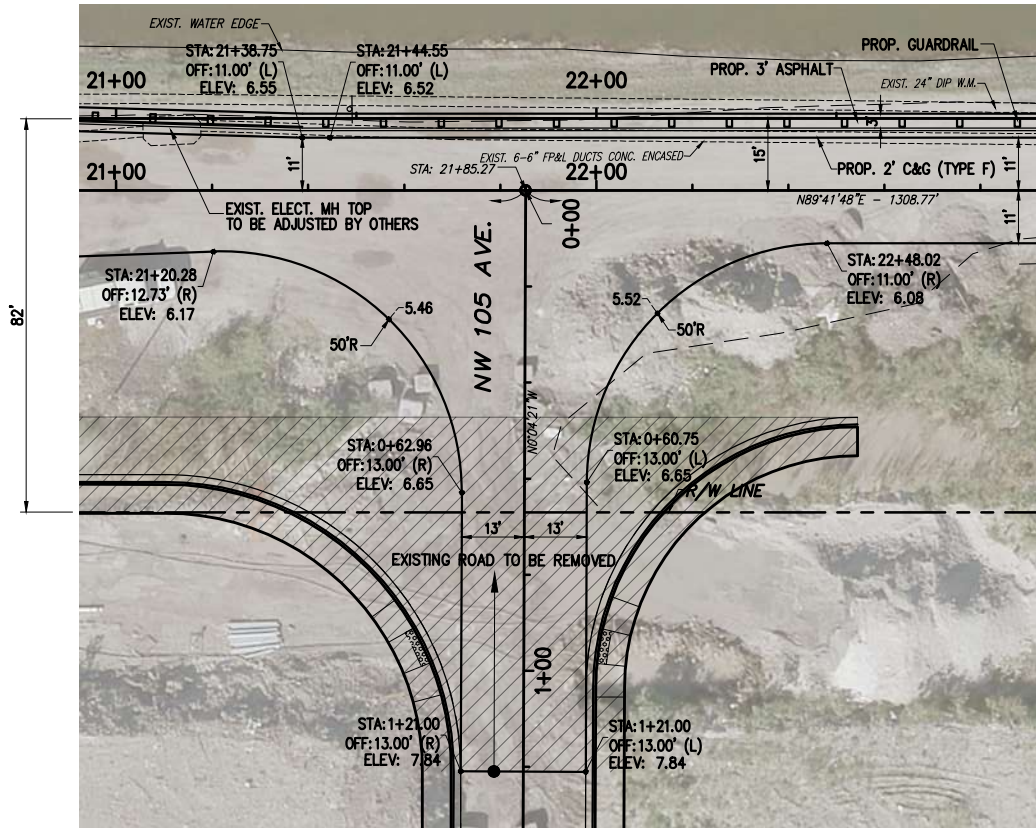 EXIST. WATER EDGE
STA: 21+38.75
OFF: 11.00' (L)
ELEV: 6.55
STA: 21+44.55
OFF: 11.00' (L)
ELEV: 6.52
PROP. GUARDRAIL
PROP. 3' ASPHALT
EXIST. 24" DIP W.M.
21+00
22+00
3'
15'
11'
11'
EXIST. 6-6" FP&L DUCTS CONC. ENCASED
STA: 21+85.27
PROP. 2' C&G (TYPE F)
21+00
22+00
N89°41'48"E - 1308.77'
EXIST. ELECT. MH TOP
TO BE ADJUSTED BY OTHERS
0+00
11'
NW 105 AVE.
STA: 21+20.28
OFF: 12.73' (R)
ELEV: 6.17
STA: 22+48.02
OFF: 11.00' (R)
ELEV: 6.08
82'
5.46
50'R
5.52
50'R
N0°04'21"W
STA: 0+62.96
OFF: 13.00' (R)
ELEV: 6.65
STA: 0+60.75
OFF: 13.00' (L)
ELEV: 6.65
R/W LINE
13'
13'
EXISTING ROAD TO BE REMOVED
1+00
STA: 1+21.00
OFF: 13.00' (R)
ELEV: 7.84
STA: 1+21.00
OFF: 13.00' (L)
ELEV: 7.84